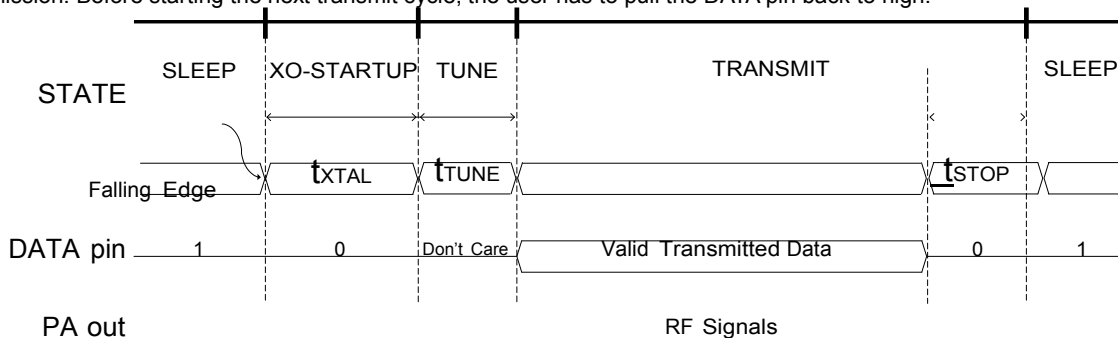 mission. Before starting the next transmit cycle, the user has to pull the DATA pin back to high.
SLEEP XO-STARTUP TUNE TRANSMIT SLEEP
STATE
tXTAL tTUNE tSTOP
Falling Edge
DATA pin 1 0 Don't Care Valid Transmitted Data 0 1
PA out RF Signals